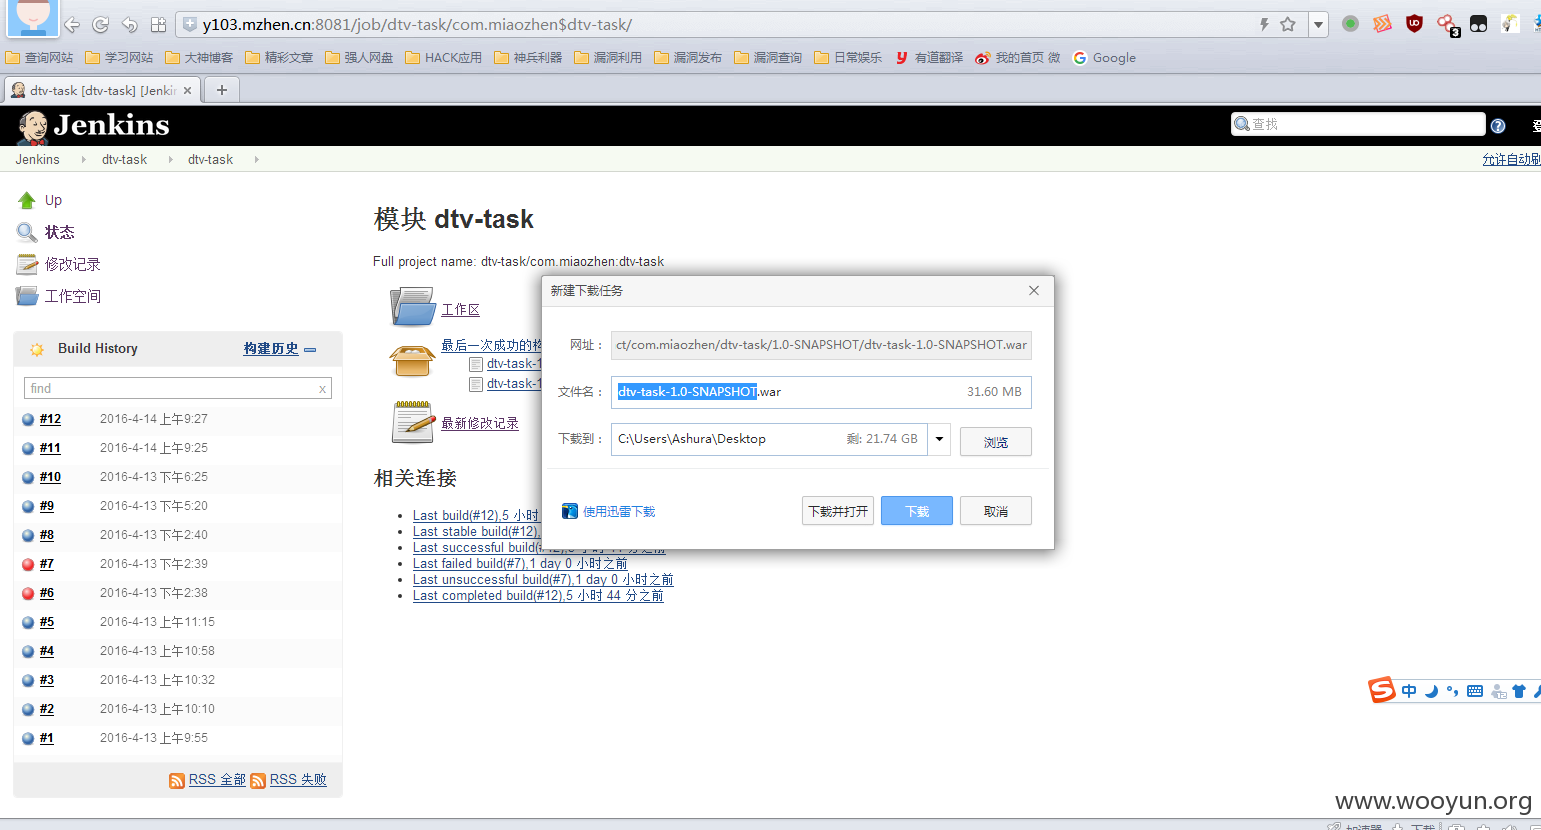 y103.mzhen.cn:8081/job/dtv-task/com.miaozhen$dtv-task/
3
查询网站 学习网站 大神博客 精彩文章 强人网盘 HACK应用 神兵利器 漏洞利用 漏洞发布 漏洞查询 日常娱乐 有道翻译 我的首页 微 Google
dtv-task [dtv-task] [Jenkin
Jenkins
查找
Jenkins dtv-task dtv-task
允许自动刷
Up
状态
修改记录
工作空间
模块 dtv-task
Full project name: dtv-task/com.miaozhen:dtv-task
工作区
最后一次成功的构
dtv-task-1
dtv-task-1
最新修改记录
相关连接
Last build(#12),5 小时
Last stable build(#12),
Last successful build(#12),5 小时 44 分之前
Last failed build(#7),1 day 0 小时之前
Last unsuccessful build(#7),1 day 0 小时之前
Last completed build(#12),5 小时 44 分之前
Build History 构建历史
find x
#12 2016-4-14 上午9:27
#11 2016-4-14 上午9:25
#10 2016-4-13 下午6:25
#9 2016-4-13 下午5:20
#8 2016-4-13 下午2:40
#7 2016-4-13 下午2:39
#6 2016-4-13 下午2:38
#5 2016-4-13 上午11:15
#4 2016-4-13 上午10:58
#3 2016-4-13 上午10:32
#2 2016-4-13 上午10:10
#1 2016-4-13 上午9:55
RSS 全部 RSS 失败
新建下载任务
网址： ct/com.miaozhen/dtv-task/1.0-SNAPSHOT/dtv-task-1.0-SNAPSHOT.war
文件名： dtv-task-1.0-SNAPSHOT.war 31.60 MB
下载到： C:\Users\Ashura\Desktop 剩: 21.74 GB 浏览
使用迅雷下载 下载并打开 下载 取消
中
www.wooyun.org
加速器 下载